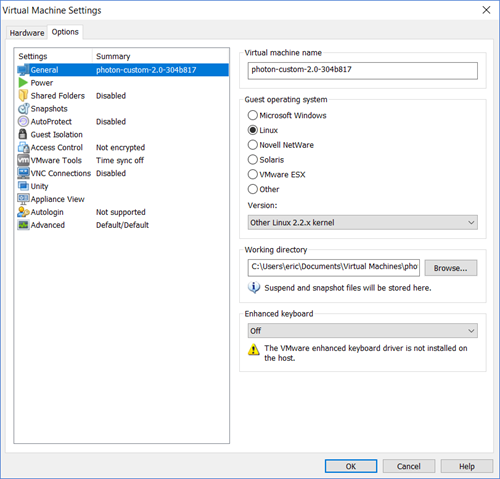 Virtual Machine Settings
Hardware Options
Settings Summary
General photon-custom-2.0-304b817
Power
Shared Folders Disabled
Snapshots
AutoProtect Disabled
Guest Isolation
Access Control Not encrypted
VMware Tools Time sync off
VNC Connections Disabled
Unity
Appliance View
Autologin Not supported
Advanced Default/Default
Virtual machine name
photon-custom-2.0-304b817
Guest operating system
Microsoft Windows
Linux
Novell NetWare
Solaris
VMware ESX
Other
Version:
Other Linux 2.2.x kernel
Working directory
C:\Users\eric\Documents\Virtual Machines\pho
Browse...
Suspend and snapshot files will be stored here.
Enhanced keyboard
Off
The VMware enhanced keyboard driver is not installed on
the host.
OK Cancel Help